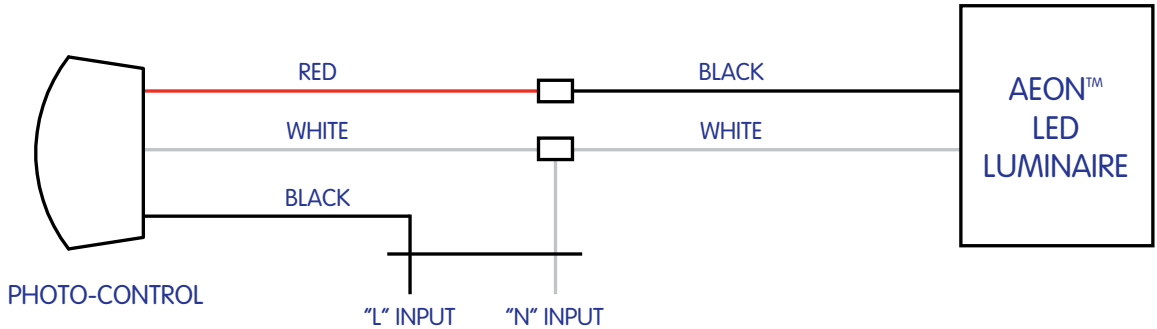 RED
BLACK
WHITE
WHITE
BLACK
AEON™
LED
LUMINAIRE
PHOTO-CONTROL
"L" INPUT
"N" INPUT